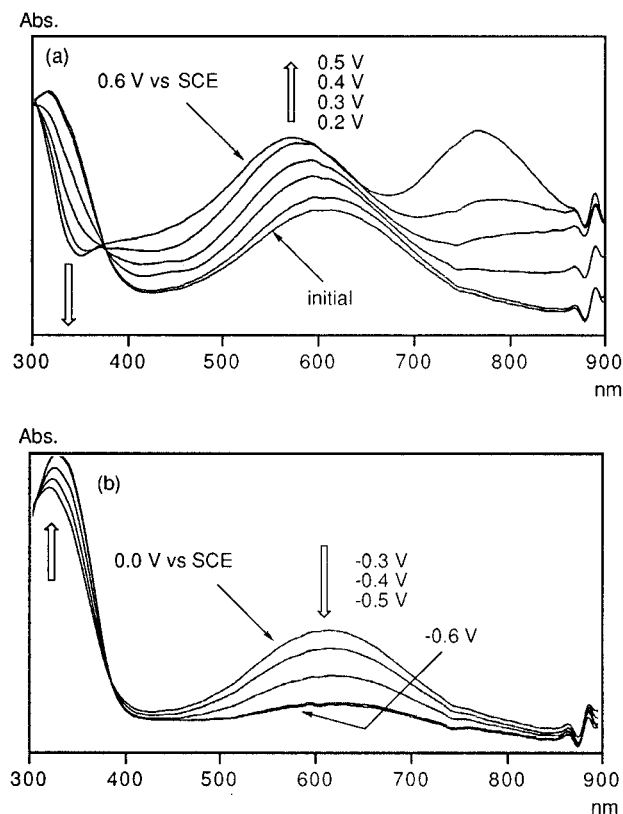 Abs.
(a)
0.6 V vs SCE
0.5 V
0.4 V
0.3 V
0.2 V
initial
300 400 500 600 700 800 900
nm
Abs.
(b)
0.0 V vs SCE
-0.3 V
-0.4 V
-0.5 V
-0.6 V
300 400 500 600 700 800 900
nm